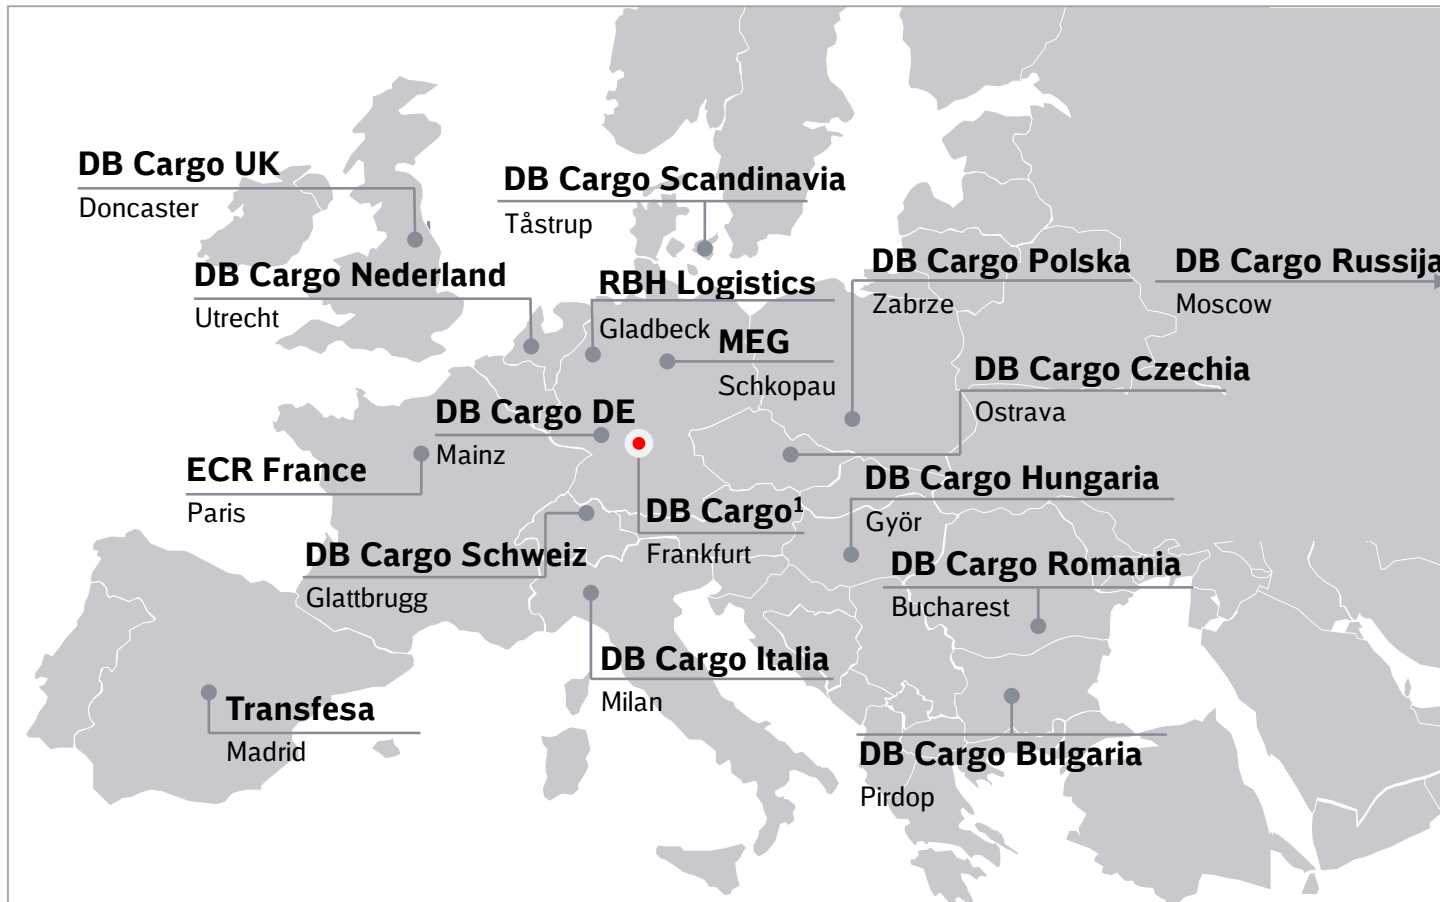 DB Cargo UK
Doncaster
DB Cargo Scandinavia
Tåstrup
DB Cargo Nederland
Utrecht
RBH Logistics
Gladbeck
MEG
Schkopau
DB Cargo Polska
Zabrze
DB Cargo Russija
Moscow
DB Cargo Czechia
Ostrava
DB Cargo DE
Mainz
ECR France
Paris
DB Cargo¹
Frankfurt
DB Cargo Hungaria
Györ
DB Cargo Schweiz
Glattbrugg
DB Cargo Romania
Bucharest
DB Cargo Italia
Milan
Transfesa
Madrid
DB Cargo Bulgaria
Pirdop